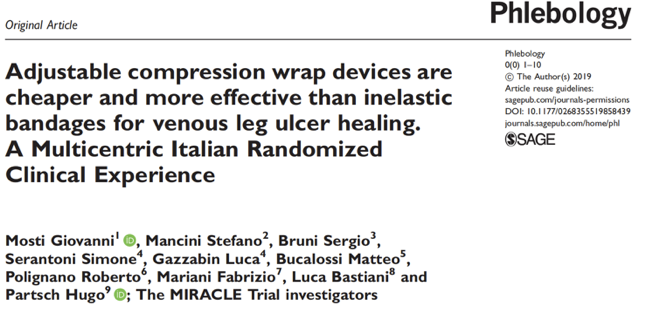 Original Article
Phlebology
Phlebology
0(0) 1–10
© The Author(s) 2019
Article reuse guidelines:
sagepub.com/journals-permissions
DOI: 10.1177/0268355519858439
journals.sagepub.com/home/phl
SAGE
Adjustable compression wrap devices are
cheaper and more effective than inelastic
bandages for venous leg ulcer healing.
A Multicentric Italian Randomized
Clinical Experience
Mosti Giovanni¹ iD, Mancini Stefano², Bruni Sergio³,
Serantoni Simone⁴, Gazzabin Luca⁴, Bucalossi Matteo⁵,
Polignano Roberto⁶, Mariani Fabrizio⁷, Luca Bastiani⁸ and
Partsch Hugo⁹ iD; The MIRACLE Trial investigators